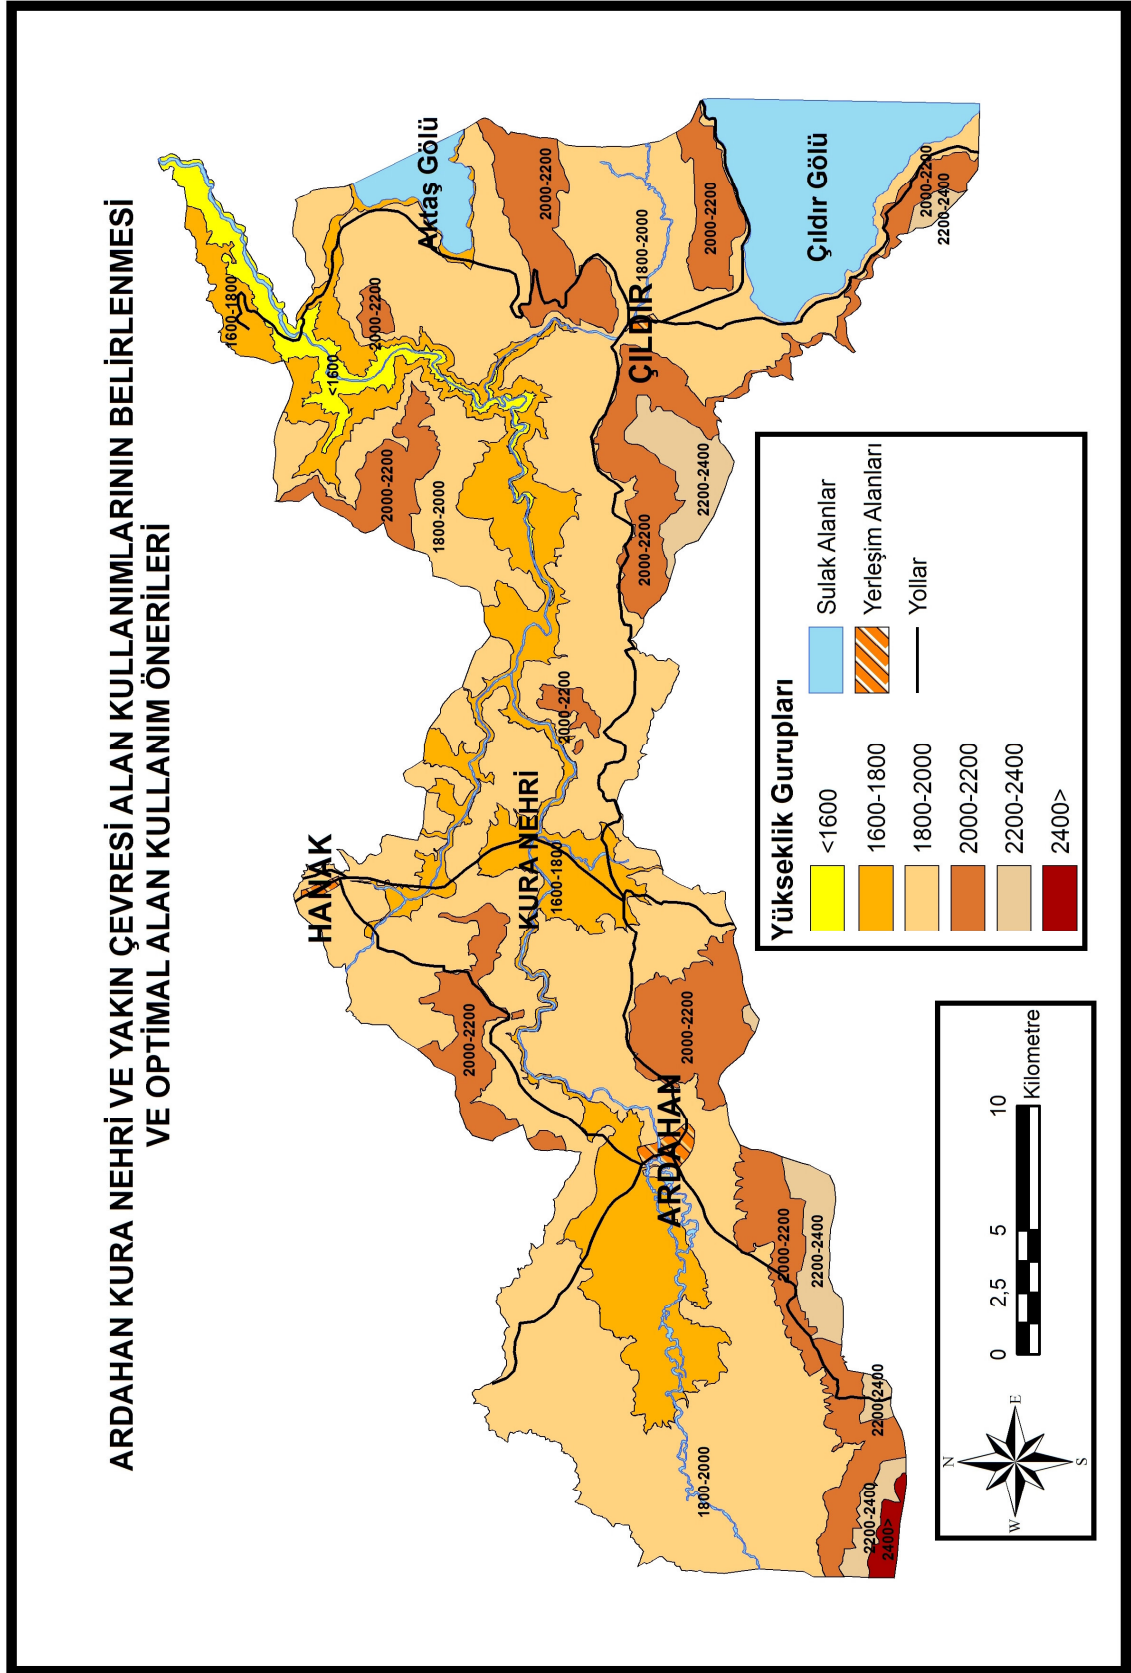 ARDAHAN KURA NEHRİ VE YAKIN ÇEVRESİ ALAN KULLANIMLARININ BELİRLENMESİ
VE OPTİMAL ALAN KULLANIM ÖNERİLERİ
1600-1800
<1600
2000-2200
Aktaş Gölü
2000-2200
1800-2000
2000-2200
HANAK
2000-2200
1800-2000
2000-2200
Çıldır Gölü
ÇILDIR
2000-2200
2200-2400
2000-2200
KURA NEHRİ
1600-1800
2000-2200
2200-2400
2000-2200
2000-2200
ARDAHAN
2000-2200
2200-2400
1800-2000
2200-2400
2200-2400
2400>
Yükseklik Gurupları
<1600
1600-1800
1800-2000
2000-2200
2200-2400
2400>
Sulak Alanlar
Yerleşim Alanları
Yollar
N
W
E
S
0
2,5
5
10
Kilometre